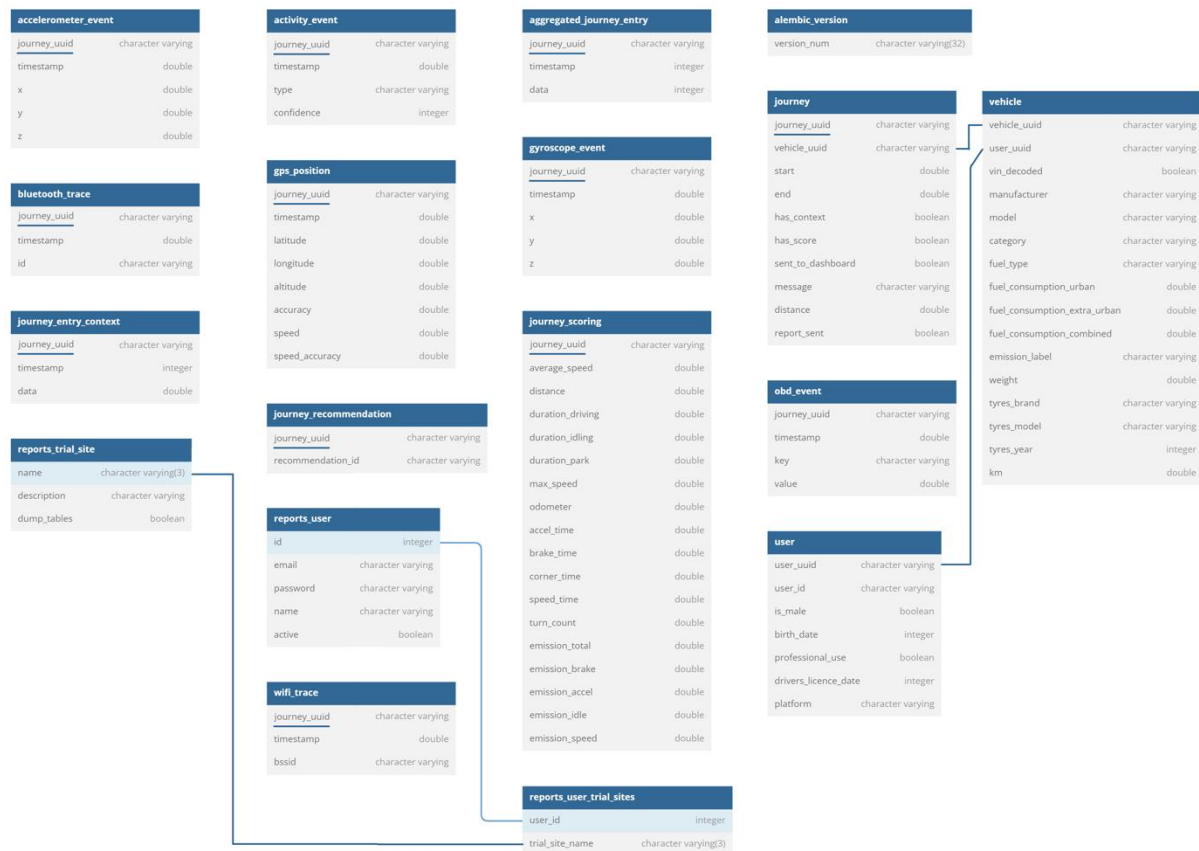 accelerometer_event
journey_uuid character varying
timestamp double
x double
y double
z double
bluetooth_trace
journey_uuid character varying
timestamp double
id character varying
journey_entry_context
journey_uuid character varying
timestamp integer
data double
reports_trial_site
name character varying(3)
description character varying
dump_tables boolean
activity_event
journey_uuid character varying
timestamp double
type character varying
confidence integer
gps_position
journey_uuid character varying
timestamp double
latitude double
longitude double
altitude double
accuracy double
speed double
speed_accuracy double
journey_recommendation
journey_uuid character varying
recommendation_id character varying
reports_user
id integer
email character varying
password character varying
name character varying
active boolean
wifi_trace
journey_uuid character varying
timestamp double
bssid character varying
aggregated_journey_entry
journey_uuid character varying
timestamp integer
data integer
gyroscope_event
journey_uuid character varying
timestamp double
x double
y double
z double
journey_scoring
journey_uuid character varying
average_speed double
distance double
duration_driving double
duration_idling double
duration_park double
max_speed double
odometer double
accel_time double
brake_time double
corner_time double
speed_time double
turn_count double
emission_total double
emission_brake double
emission_accel double
emission_idle double
emission_speed double
reports_user_trial_sites
user_id integer
trial_site_name character varying(3)
alembic_version
version_num character varying(32)
journey
journey_uuid character varying
vehicle_uuid character varying
start double
end double
has_context boolean
has_score boolean
sent_to_dashboard boolean
message character varying
distance double
report_sent boolean
obd_event
journey_uuid character varying
timestamp double
key character varying
value double
user
user_uuid character varying
user_id character varying
is_male boolean
birth_date integer
professional_use boolean
drivers_licence_date integer
platform character varying
vehicle
vehicle_uuid character varying
user_uuid character varying
vin_decoded boolean
manufacturer character varying
model character varying
category character varying
fuel_type character varying
fuel_consumption_urban double
fuel_consumption_extra_urban double
fuel_consumption_combined double
emission_label character varying
weight double
tyres_brand character varying
tyres_model character varying
tyres_year integer
km double